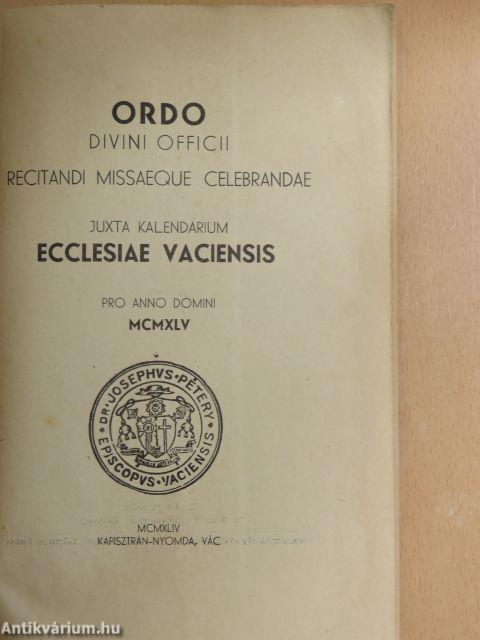 ORDO
DIVINI OFFICII
RECITANDI MISSAEQUE CELEBRANDAE
JUXTA KALENDARIUM
ECCLESIAE VACIENSIS
PRO ANNO DOMINI
MCMXLV
DR·JOSEPHVS·PÉTERY·
EPISCOPVS·VACIENSIS
MCMXLIV
KAPISZTRÁN-NYOMDA, VÁC
Antikvárium.hu